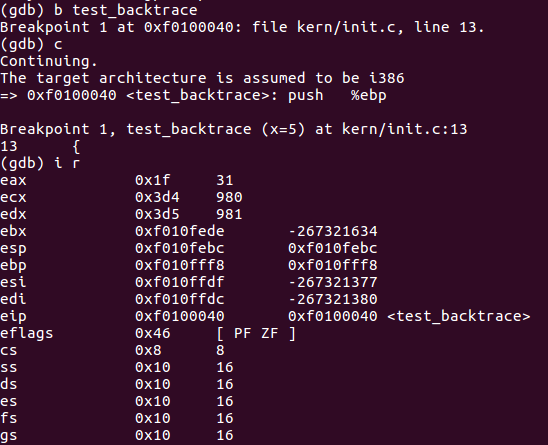 (gdb) b test_backtrace
Breakpoint 1 at 0xf0100040: file kern/init.c, line 13.
(gdb) c
Continuing.
The target architecture is assumed to be i386
=> 0xf0100040 <test_backtrace>: push   %ebp
Breakpoint 1, test_backtrace (x=5) at kern/init.c:13
13      {
(gdb) i r
eax            0x1f     31
ecx            0x3d4    980
edx            0x3d5    981
ebx            0xf010fede       -267321634
esp            0xf010febc       0xf010febc
ebp            0xf010fff8       0xf010fff8
esi            0xf010ffdf       -267321377
edi            0xf010ffdc       -267321380
eip            0xf0100040       0xf0100040 <test_backtrace>
eflags         0x46     [ PF ZF ]
cs             0x8      8
ss             0x10     16
ds             0x10     16
es             0x10     16
fs             0x10     16
gs             0x10     16